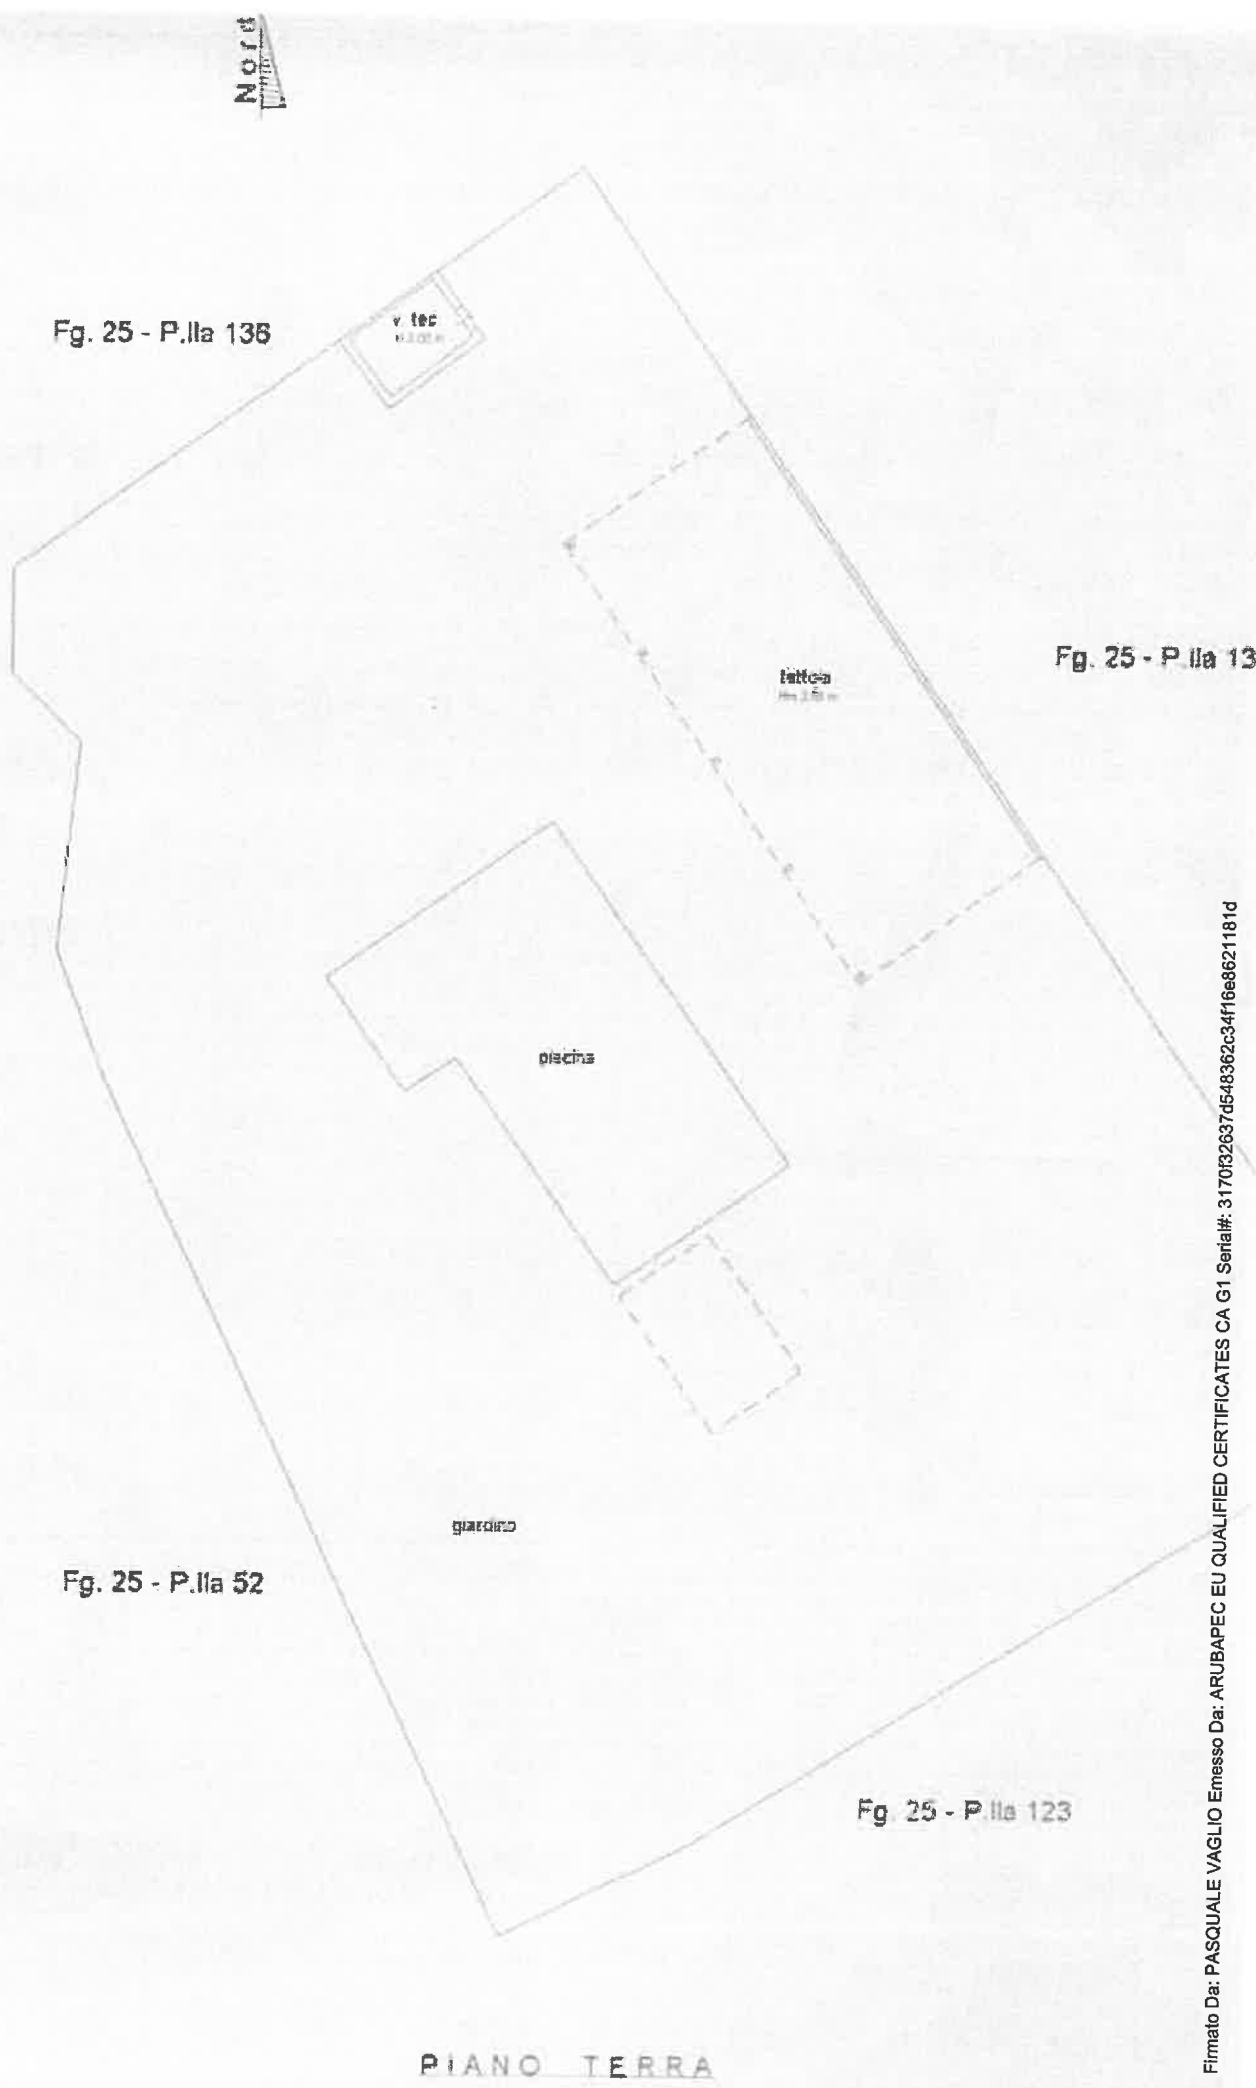 Nord
Fg. 25 - P.lla 136
v. tec
Fg. 25 - P.lla 13
tettoia
piscina
giardino
Fg. 25 - P.lla 52
Fg. 25 - P.lla 123
PIANO TERRA
Firmato Da: PASQUALE VAGLIO Emesso Da: ARUBAPEC EU QUALIFIED CERTIFICATES CA G1 Serial#: 3170f32637d548362c34f16e8621181d